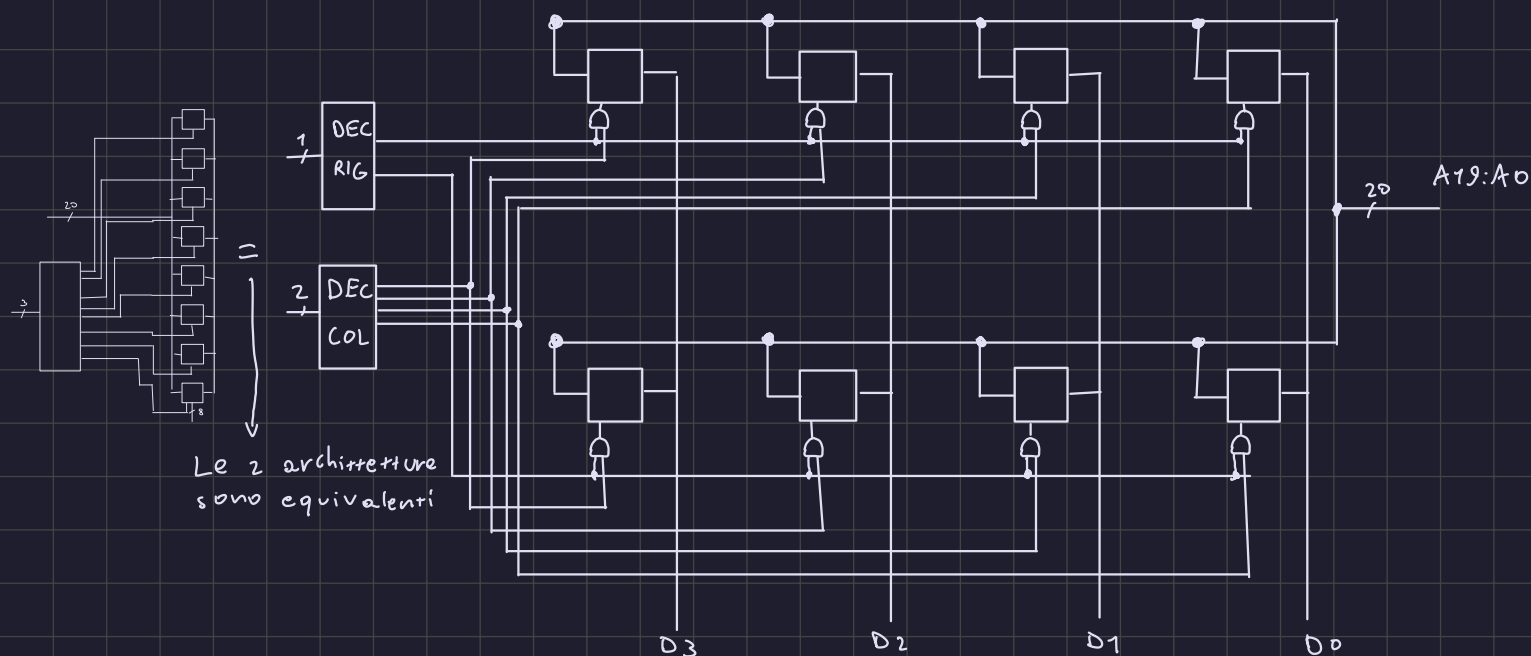 A19:A0
20
DEC
RIG
1
DEC
COL
2
20
3
8
=
Le 2 archittetture
sono equivalenti
D3
D2
D1
D0